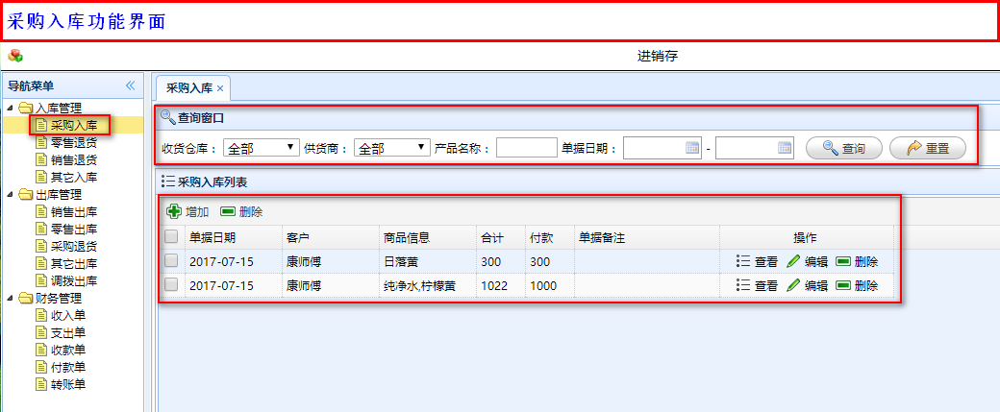 采购入库功能界面
进销存
导航菜单
入库管理
采购入库
零售退货
销售退货
其它入库
出库管理
销售出库
零售出库
采购退货
其它出库
调拨出库
财务管理
收入单
支出单
收款单
付款单
转账单
采购入库 ×
查询窗口
收货仓库： 全部 供货商： 全部 产品名称： 单据日期： - 查询 重置
采购入库列表
增加 删除
单据日期 客户 商品信息 合计 付款 单据备注 操作
2017-07-15 康师傅 日落黄 300 300 查看 编辑 删除
2017-07-15 康师傅 纯净水,柠檬黄 1022 1000 查看 编辑 删除